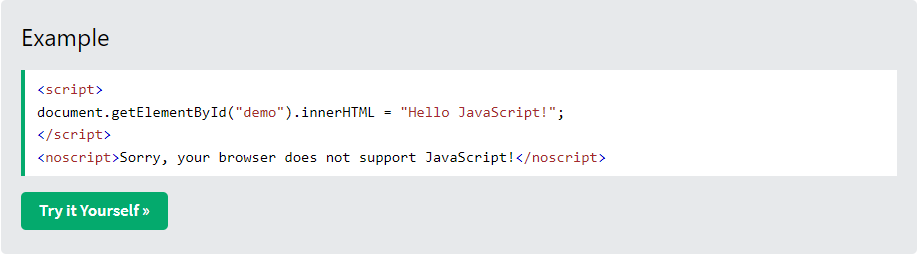 Example
<script>
document.getElementById("demo").innerHTML = "Hello JavaScript!";
</script>
<noscript>Sorry, your browser does not support JavaScript!</noscript>
Try it Yourself »